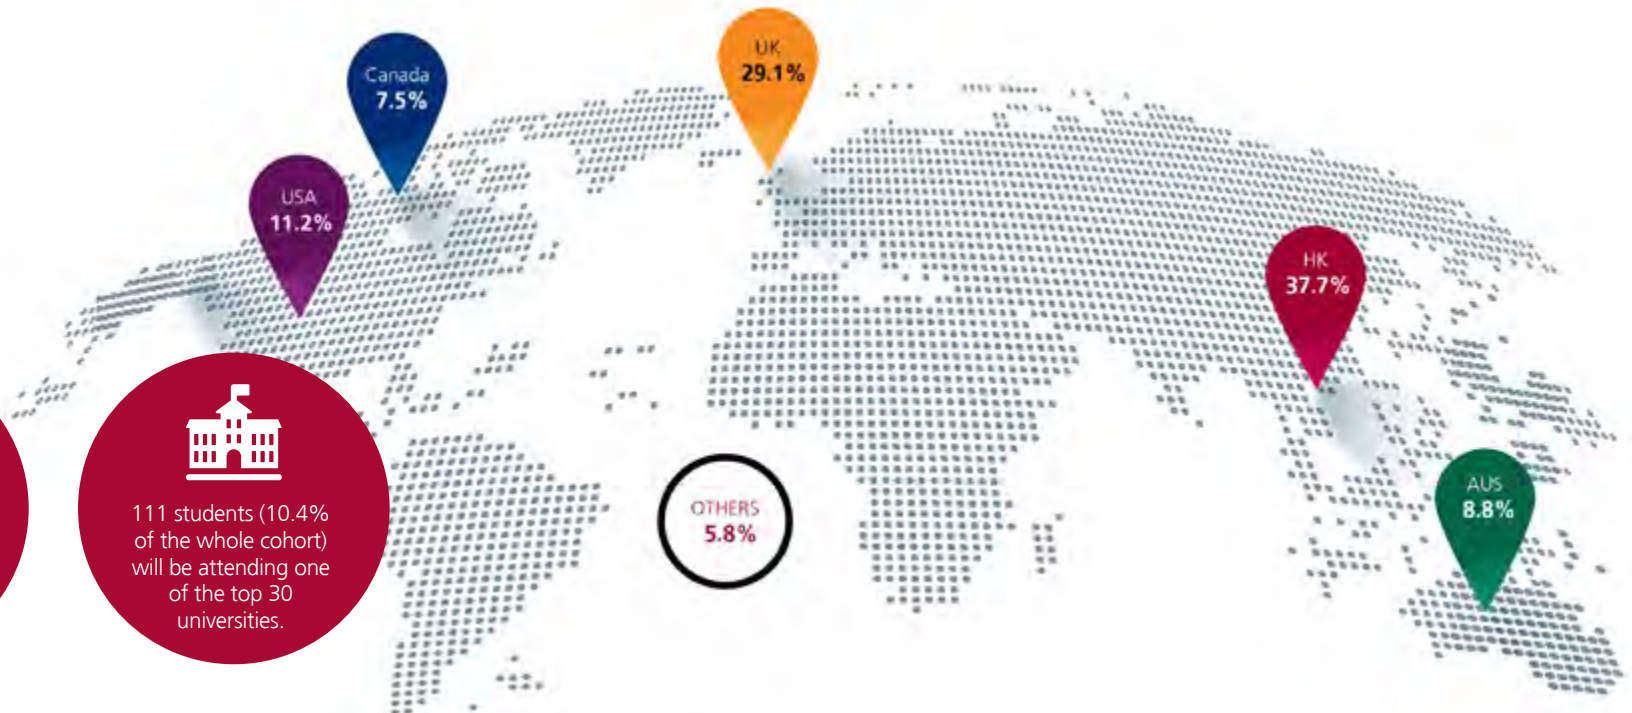 UK
29.1%
Canada
7.5%
USA
11.2%
HK
37.7%
AUS
8.8%
OTHERS
5.8%
111 students (10.4%
of the whole cohort)
will be attending one
of the top 30
universities.